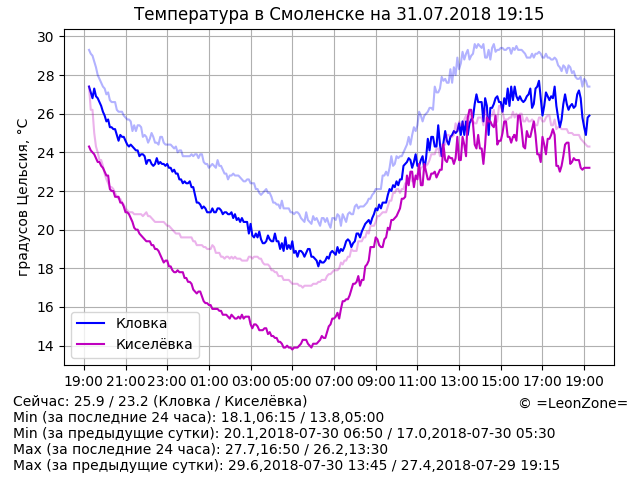 Температура в Смоленске на 31.07.2018 19:15
30
28
26
24
22
20
18
16
14
градусов Цельсия, °C
Кловка
Киселёвка
19:00 21:00 23:00 01:00 03:00 05:00 07:00 09:00 11:00 13:00 15:00 17:00 19:00
Сейчас: 25.9 / 23.2 (Кловка / Киселёвка)
© =LeonZone=
Min (за последние 24 часа): 18.1,06:15 / 13.8,05:00
Min (за предыдущие сутки): 20.1,2018-07-30 06:50 / 17.0,2018-07-30 05:30
Max (за последние 24 часа): 27.7,16:50 / 26.2,13:30
Max (за предыдущие сутки): 29.6,2018-07-30 13:45 / 27.4,2018-07-29 19:15